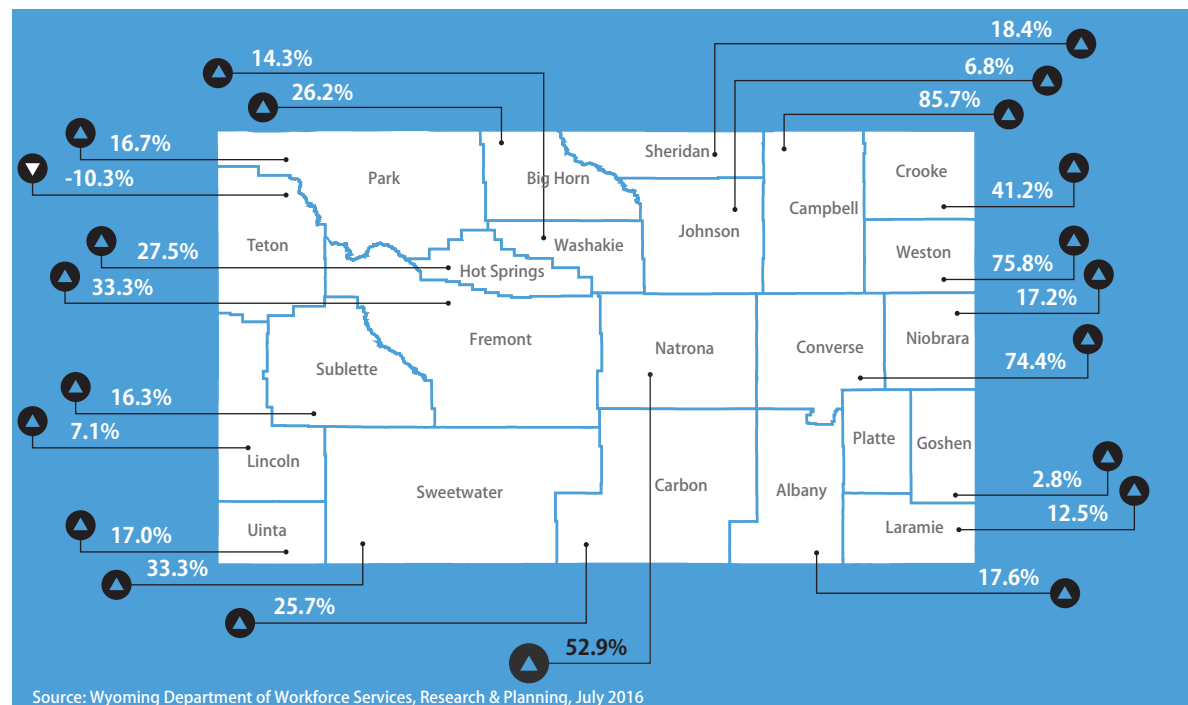 18.4%
14.3%
6.8%
26.2%
85.7%
16.7%
Sheridan
-10.3%
Park
Big Horn
Crooke
41.2%
Campbell
Teton
Washakie
Johnson
27.5%
Hot Springs
Weston
75.8%
33.3%
17.2%
Fremont
Natrona
Converse
Niobrara
Sublette
74.4%
16.3%
7.1%
Lincoln
Platte
Goshen
Sweetwater
Carbon
Albany
2.8%
Uinta
Laramie
12.5%
17.0%
33.3%
17.6%
25.7%
52.9%
Source: Wyoming Department of Workforce Services, Research & Planning, July 2016